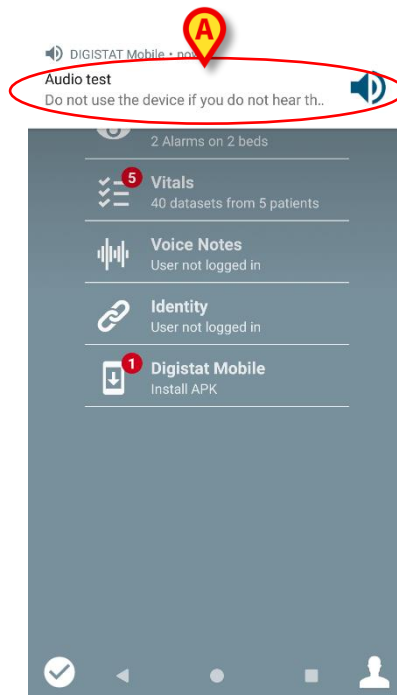 A
DIGISTAT Mobile • now
Audio test
Do not use the device if you do not hear th..
2 Alarms on 2 beds
5
Vitals
40 datasets from 5 patients
Voice Notes
User not logged in
Identity
User not logged in
1
Digistat Mobile
Install APK